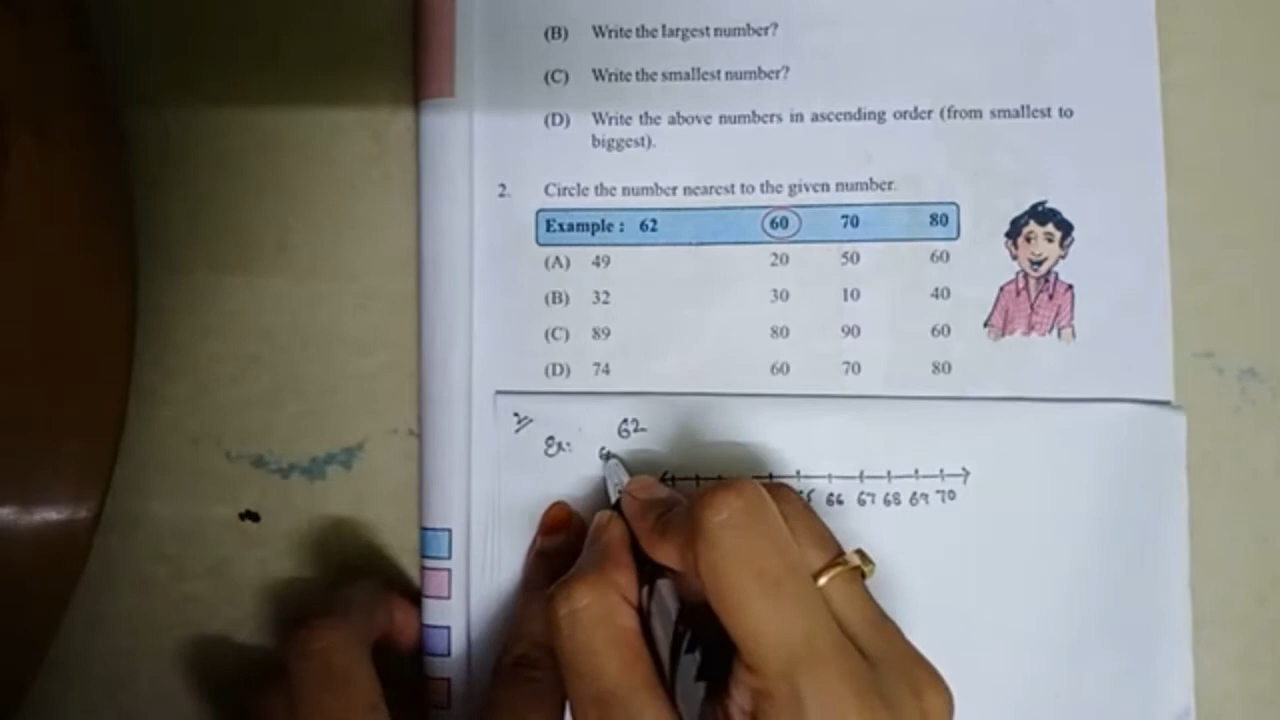 (B) Write the largest number?
(C) Write the smallest number?
(D) Write the above numbers in ascending order (from smallest to
biggest).
2. Circle the number nearest to the given number.
Example : 62 60 70 80
(A) 49 20 50 60
(B) 32 30 10 40
(C) 89 80 90 60
(D) 74 60 70 80
2
Ex: 62
66 67 68 69 70